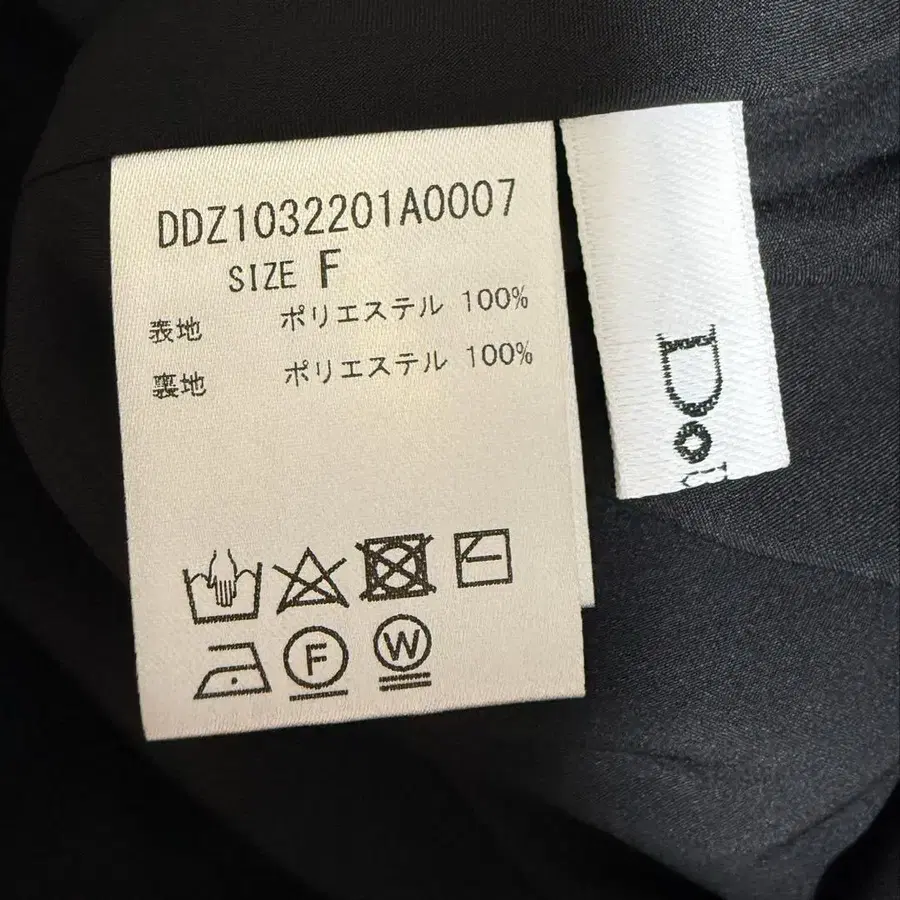 DDZ1032201A0007
SIZE F
表地 ポリエステル 100%
裏地 ポリエステル 100%
F
W